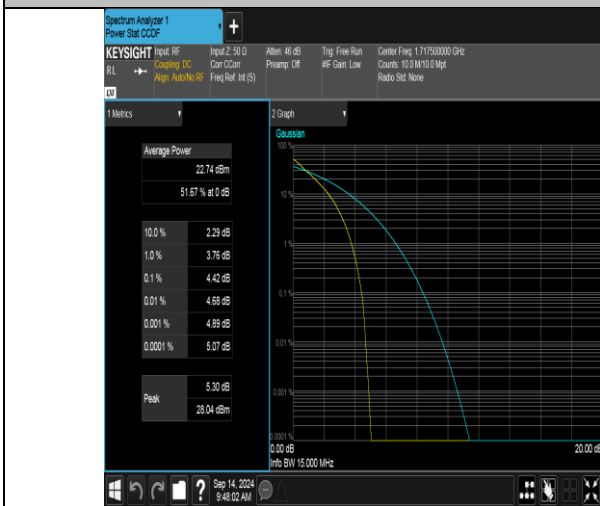 Spectrum Analyzer 1
Power Stat CCDF
+
KEYSIGHT
RL
Input: RF
Coupling: DC
Align: Auto/No RF
Input Z: 50 Ω
Corr CCorr
Freq Ref: Int (S)
Atten: 46 dB
Preamp: Off
Trig: Free Run
#IF Gain: Low
Center Freq: 1.717500000 GHz
Counts: 10.0 M/10.0 Mpt
Radio Std: None
1 Metrics
Average Power
22.74 dBm
51.67 % at 0 dB
10.0 % 2.29 dB
1.0 % 3.76 dB
0.1 % 4.42 dB
0.01 % 4.68 dB
0.001 % 4.89 dB
0.0001 % 5.07 dB
Peak
5.30 dB
28.04 dBm
2 Graph
Gaussian
100 %
10 %
1 %
0.1 %
0.01 %
0.001 %
0.0001 %
0.00 dB
20.00 dB
Info BW 15.000 MHz
?
Sep 14, 2024
9:48:02 AM